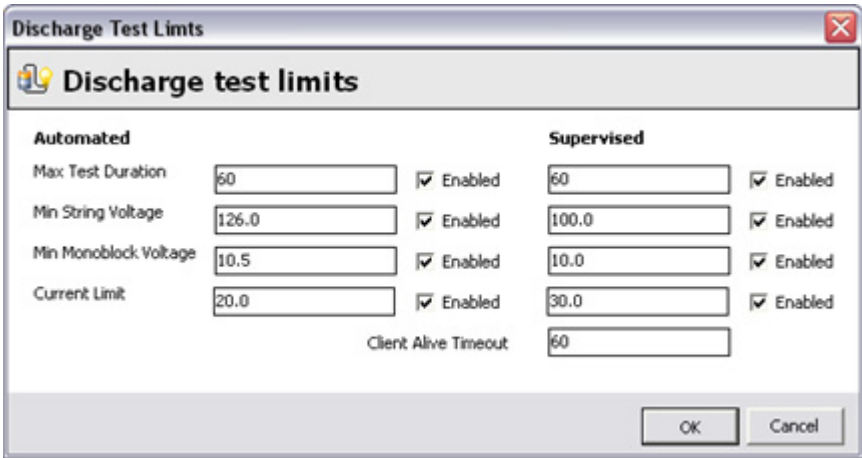 Discharge Test Limts
Discharge test limits
Automated Supervised
Max Test Duration 60 Enabled 60 Enabled
Min String Voltage 126.0 Enabled 100.0 Enabled
Min Monoblock Voltage 10.5 Enabled 10.0 Enabled
Current Limit 20.0 Enabled 30.0 Enabled
Client Alive Timeout 60
OK Cancel